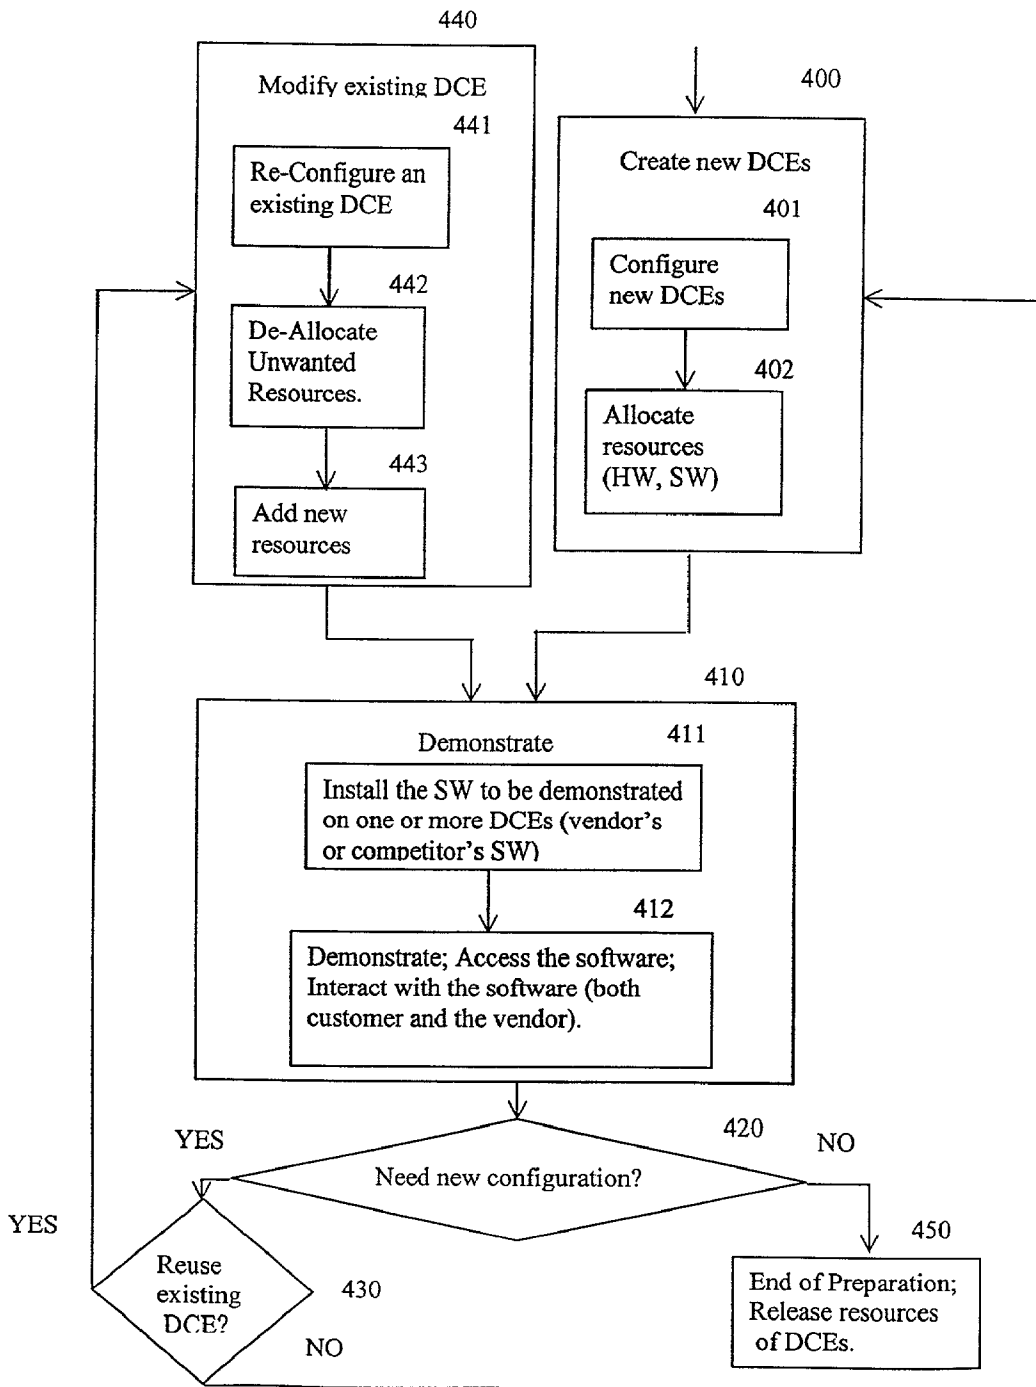 440
Modify existing DCE
441
Re-Configure an
existing DCE
442
De-Allocate
Unwanted
Resources.
443
Add new
resources
400
Create new DCEs
401
Configure
new DCEs
402
Allocate
resources
(HW, SW)
410
Demonstrate
411
Install the SW to be demonstrated
on one or more DCEs (vendor's
or competitor's SW)
412
Demonstrate; Access the software;
Interact with the software (both
customer and the vendor).
420
YES
NO
Need new configuration?
YES
Reuse
existing
DCE?
430
NO
450
End of Preparation;
Release resources
of DCEs.